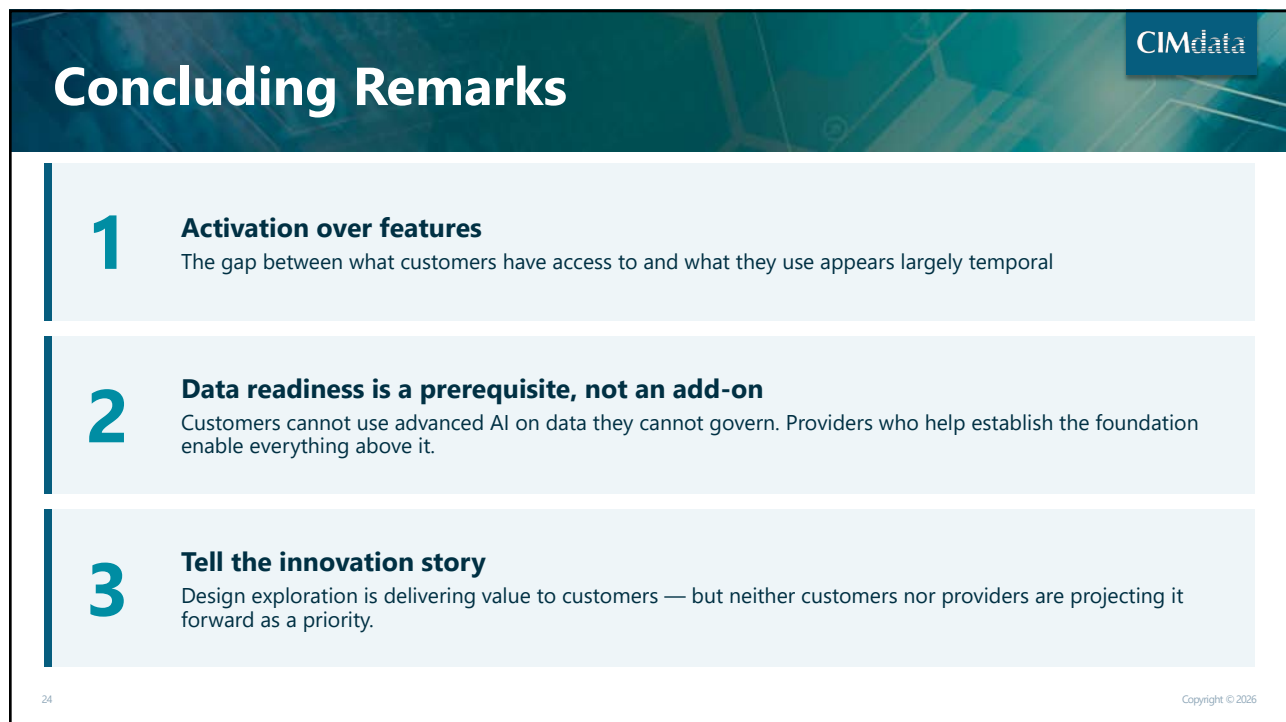 CIMdata
Concluding Remarks
1
Activation over features
The gap between what customers have access to and what they use appears largely temporal
2
Data readiness is a prerequisite, not an add-on
Customers cannot use advanced AI on data they cannot govern. Providers who help establish the foundation
enable everything above it.
3
Tell the innovation story
Design exploration is delivering value to customers — but neither customers nor providers are projecting it
forward as a priority.
24
Copyright © 2026